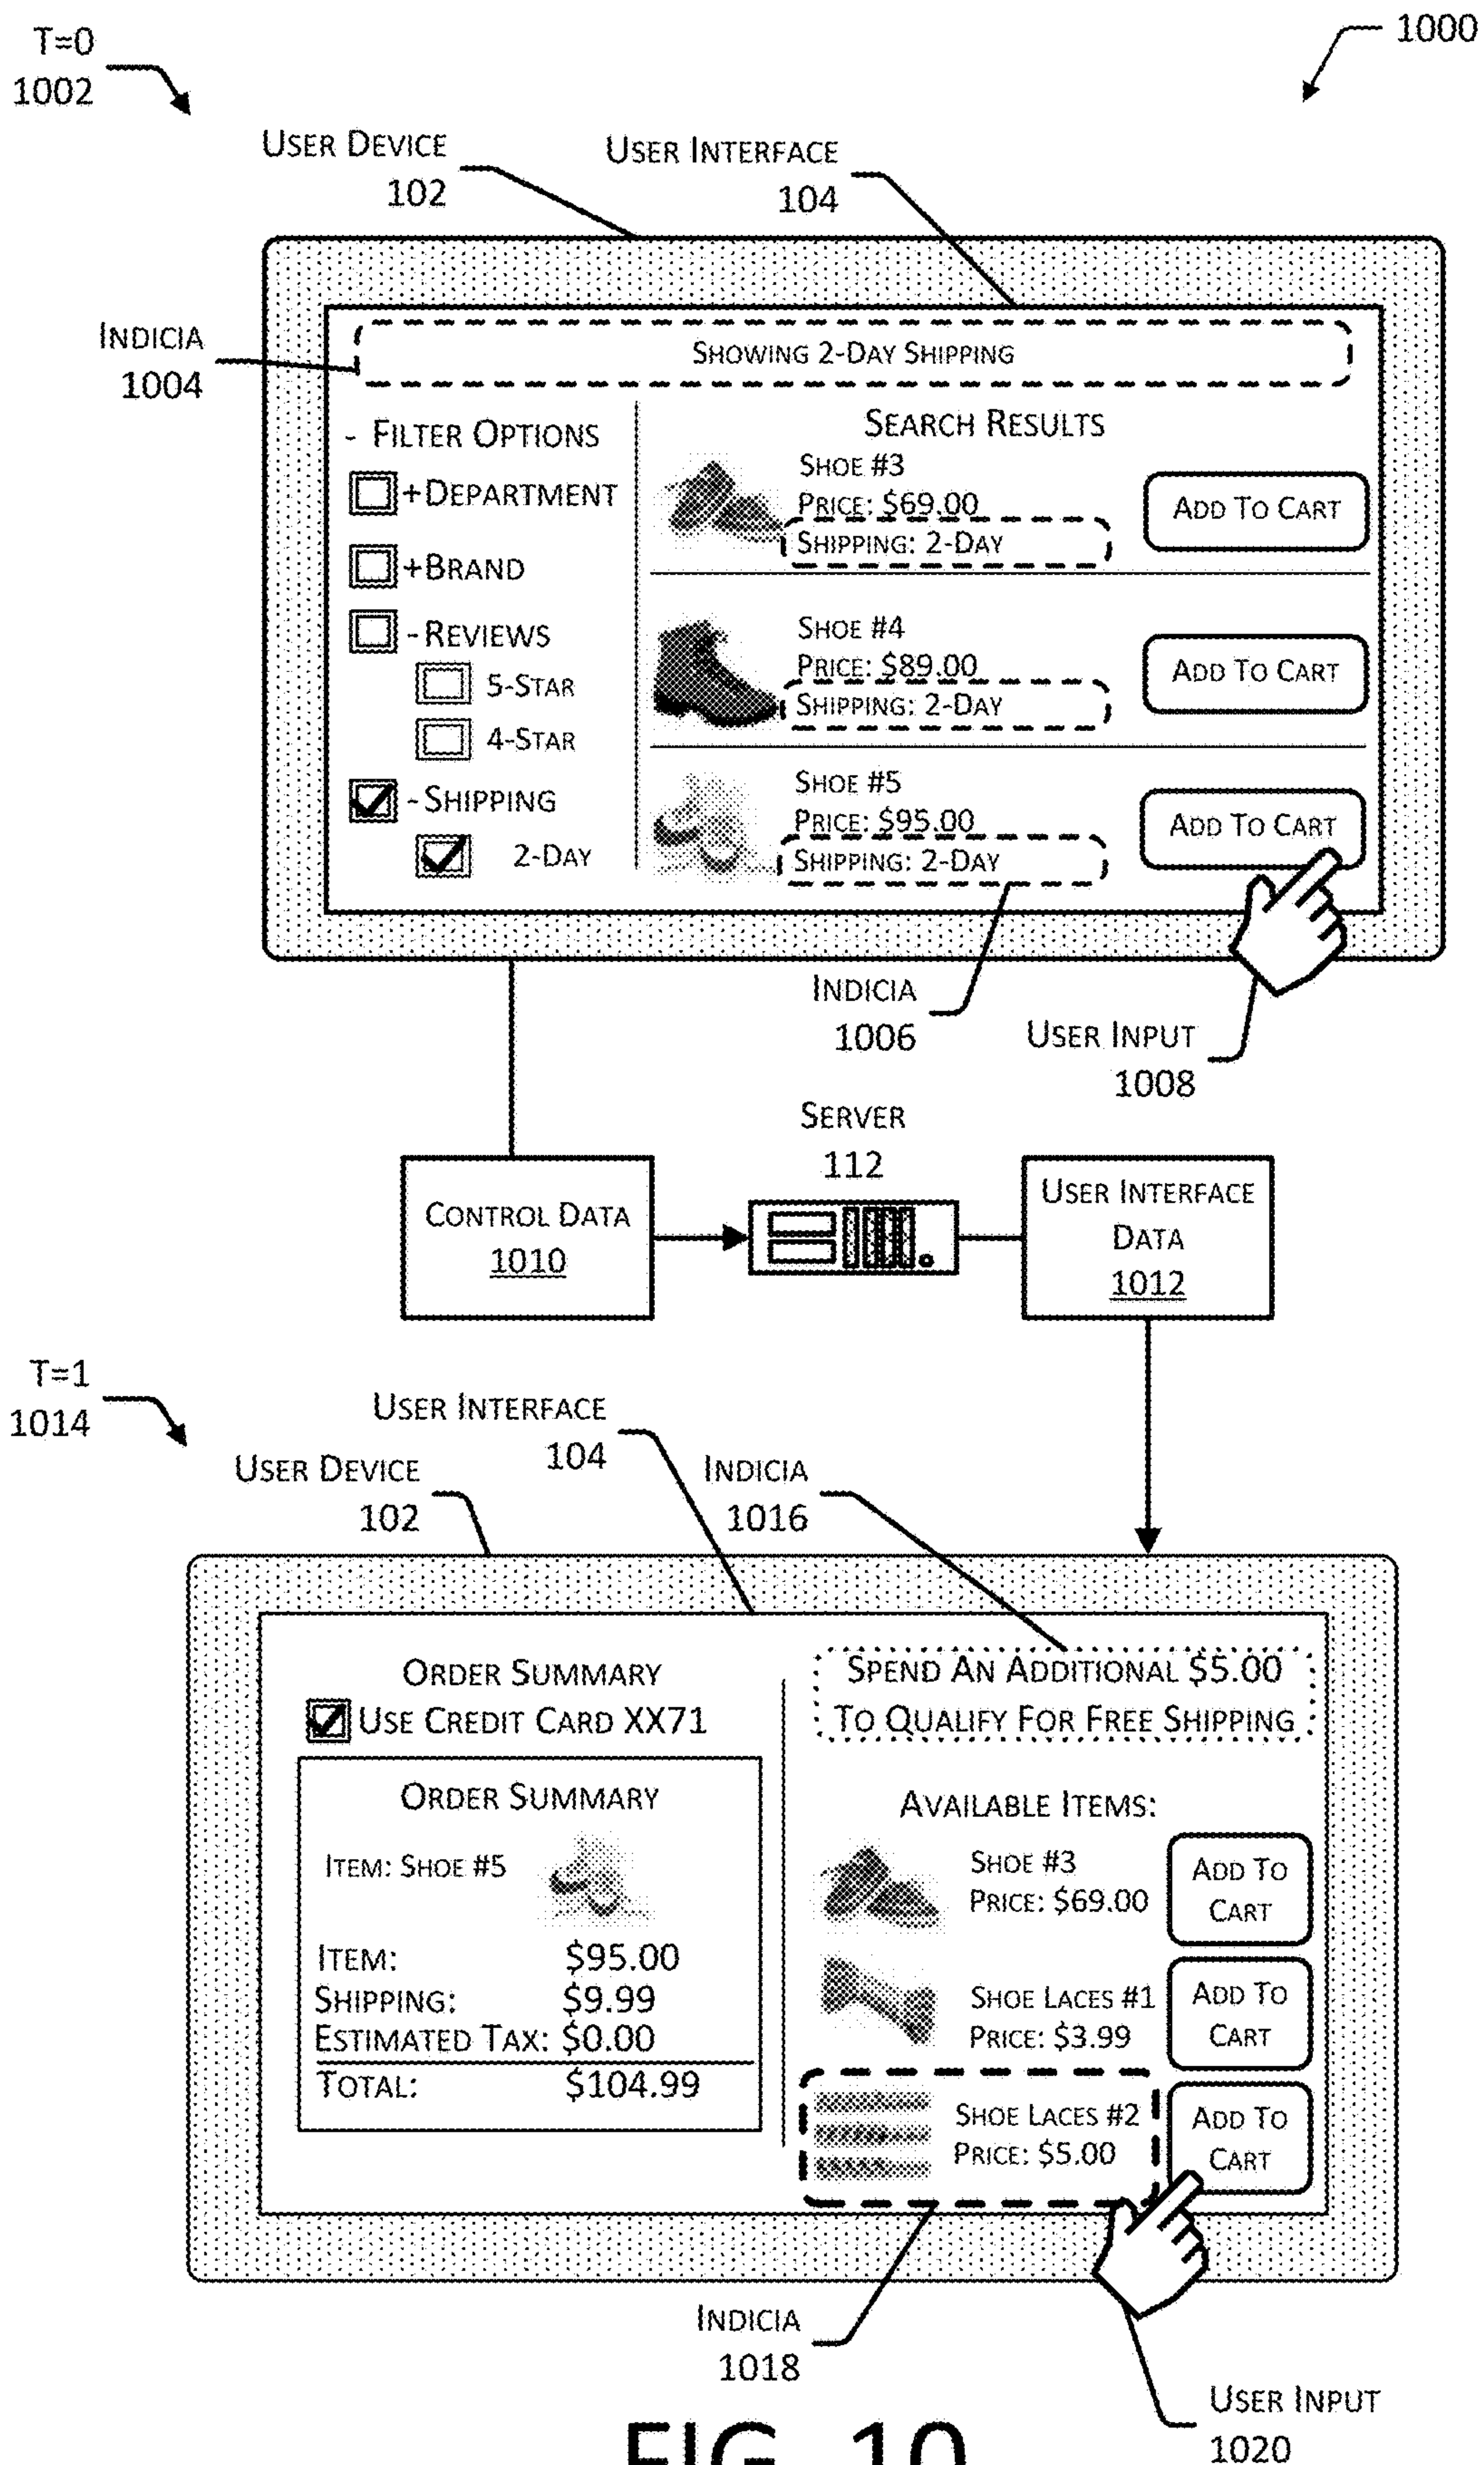 T=0
1002
1000
USER DEVICE
102
USER INTERFACE
104
INDICIA
1004
SHOWING 2-DAY SHIPPING
- FILTER OPTIONS
+DEPARTMENT
+BRAND
-REVIEWS
5-STAR
4-STAR
-SHIPPING
2-DAY
SEARCH RESULTS
SHOE #3
PRICE: $69.00
SHIPPING: 2-DAY
ADD TO CART
SHOE #4
PRICE: $89.00
SHIPPING: 2-DAY
ADD TO CART
SHOE #5
PRICE: $95.00
SHIPPING: 2-DAY
ADD TO CART
INDICIA
1006
USER INPUT
1008
SERVER
112
CONTROL DATA
1010
USER INTERFACE
DATA
1012
T=1
1014
USER INTERFACE
104
USER DEVICE
102
INDICIA
1016
ORDER SUMMARY
USE CREDIT CARD XX71
ORDER SUMMARY
ITEM: SHOE #5
ITEM: $95.00
SHIPPING: $9.99
ESTIMATED TAX: $0.00
TOTAL: $104.99
SPEND AN ADDITIONAL $5.00
TO QUALIFY FOR FREE SHIPPING
AVAILABLE ITEMS:
SHOE #3
PRICE: $69.00
ADD TO
CART
SHOE LACES #1
PRICE: $3.99
ADD TO
CART
SHOE LACES #2
PRICE: $5.00
ADD TO
CART
INDICIA
1018
USER INPUT
1020
FIG. 10